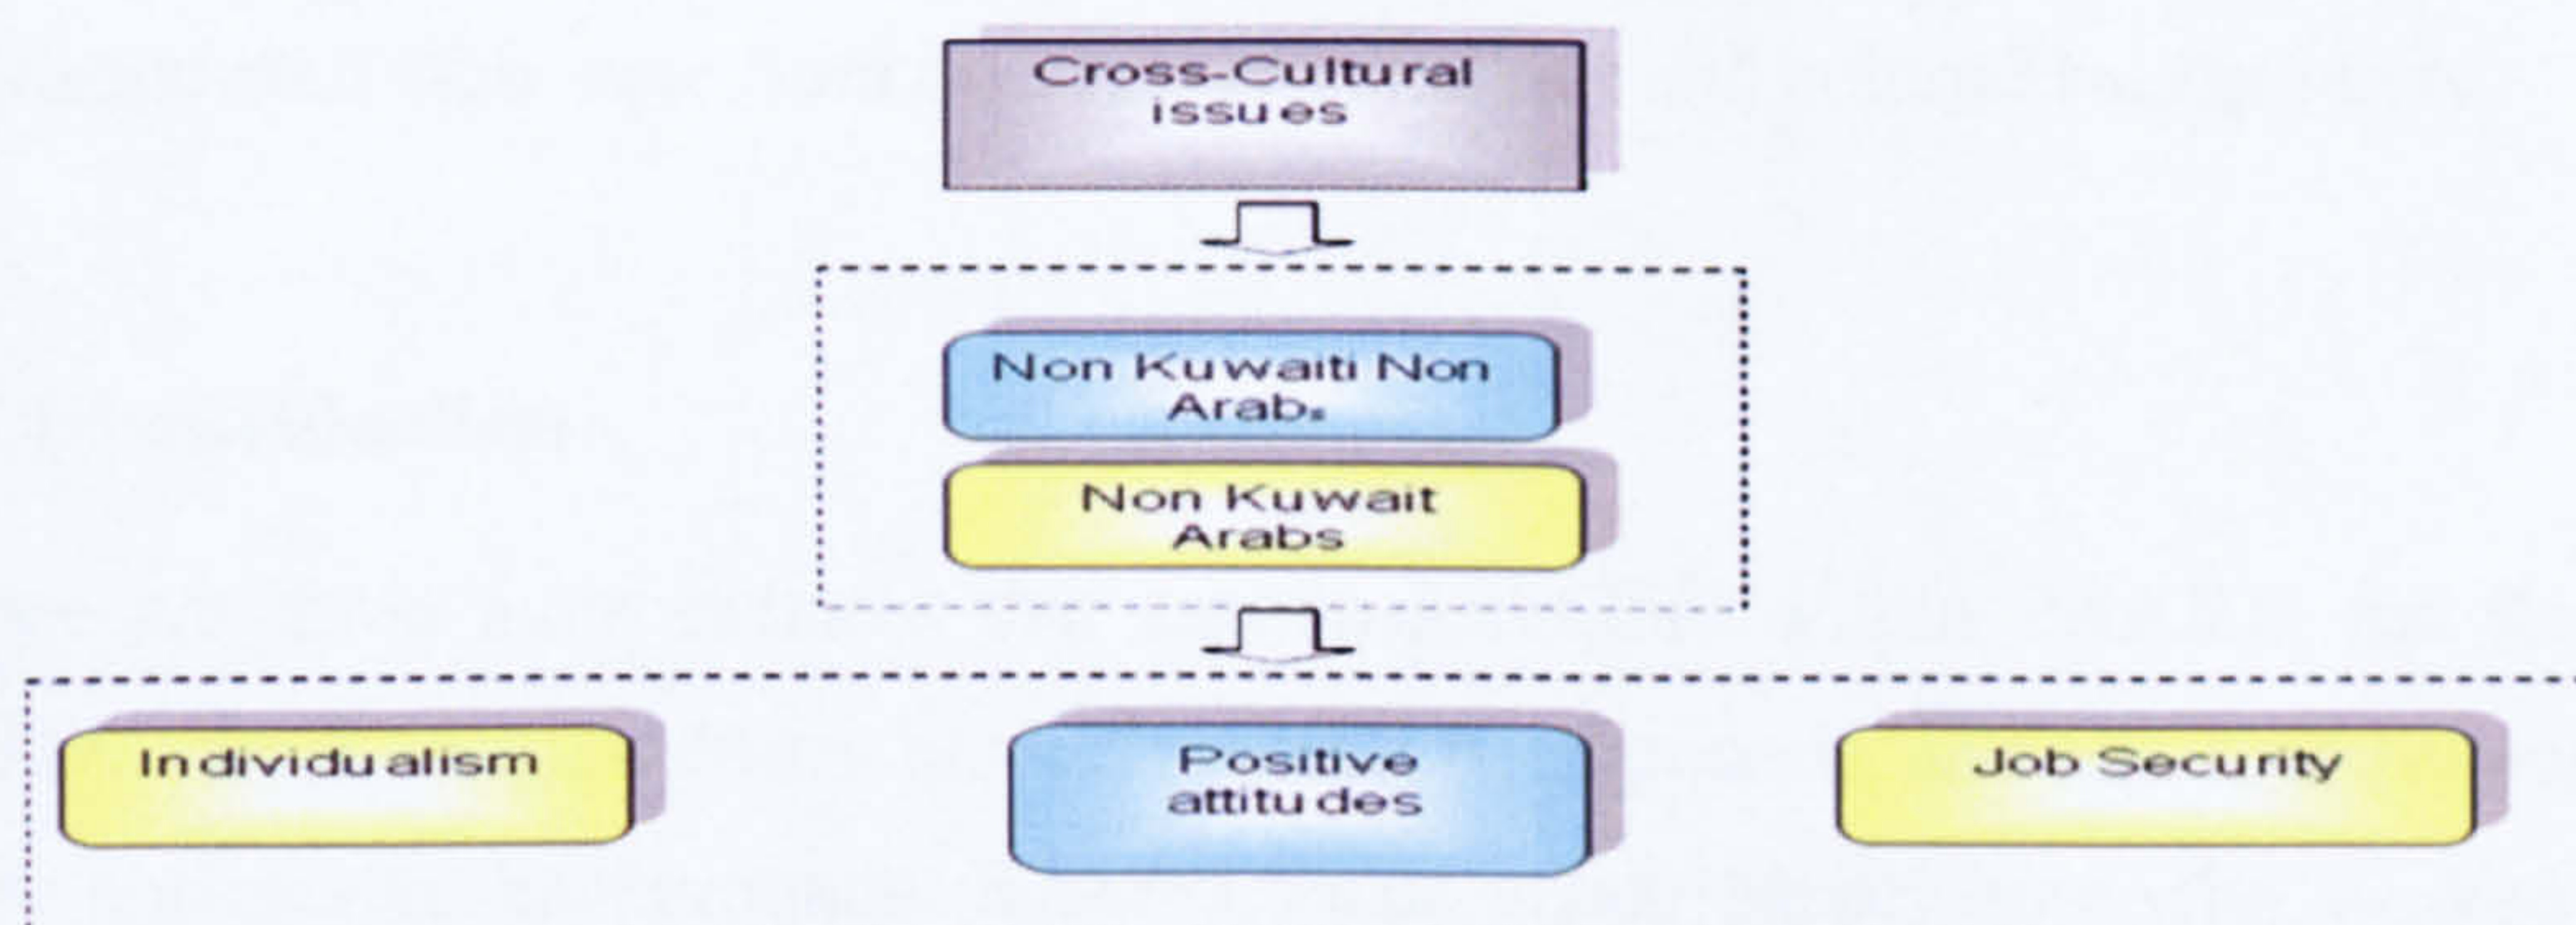 Cross-Cultural
issues
Non Kuwaiti Non
Arabs
Non Kuwait
Arabs
Individualism
Positive
attitudes
Job Security